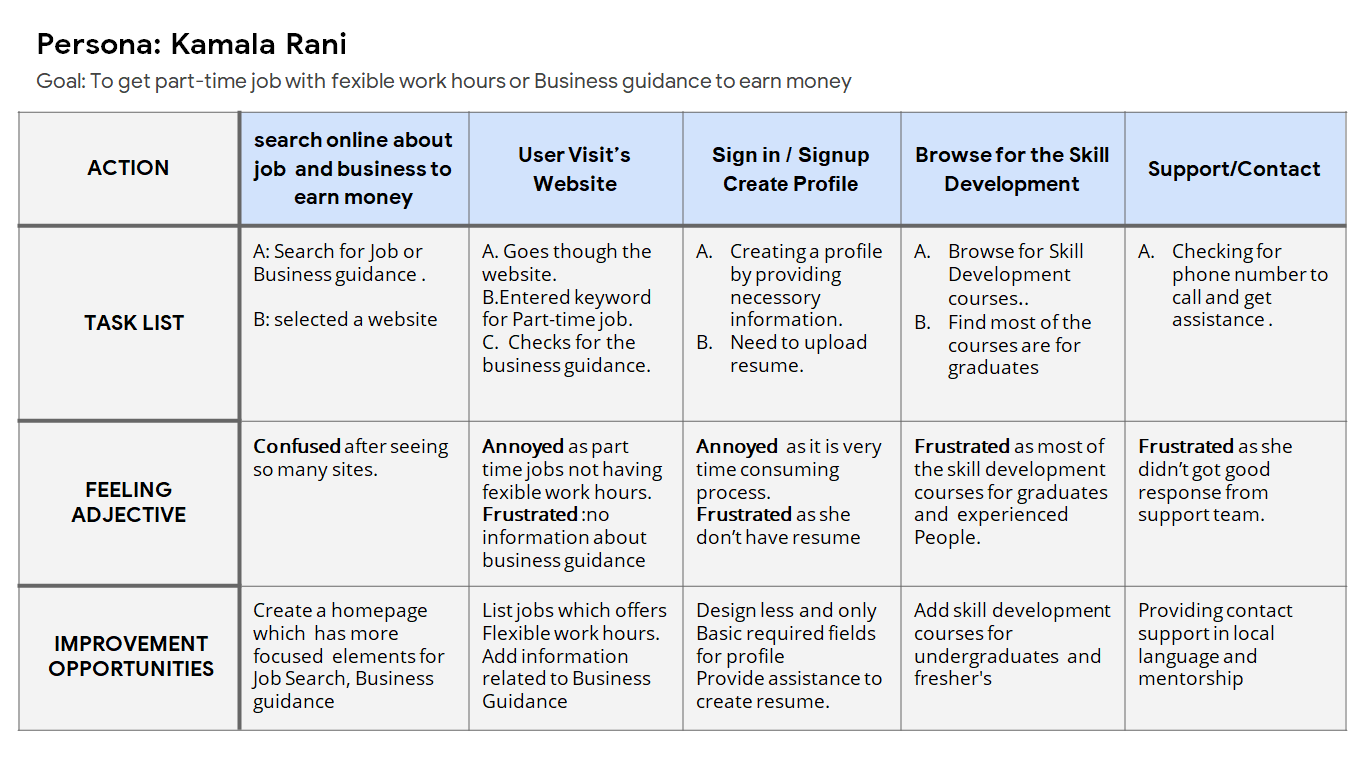 Persona: Kamala Rani
Goal: To get part-time job with fexible work hours or Business guidance to earn money
ACTION
search online about
job and business to
earn money
User Visit's
Website
Sign in / Signup
Create Profile
Browse for the Skill
Development
Support/Contact
TASK LIST
A: Search for Job or
Business guidance .
B: selected a website
A. Goes though the
website.
B.Entered keyword
for Part-time job.
C. Checks for the
business guidance.
A. Creating a profile
by providing
necessary
information.
B. Need to upload
resume.
A. Browse for Skill
Development
courses..
B. Find most of the
courses are for
graduates
A. Checking for
phone number to
call and get
assistance .
FEELING
ADJECTIVE
Confused after seeing
so many sites.
Annoyed as part
time jobs not having
fexible work hours.
Frustrated :no
information about
business guidance
Annoyed as it is very
time consuming
process.
Frustrated as she
don't have resume
Frustrated as most of
the skill development
courses for graduates
and experienced
People.
Frustrated as she
didn't got good
response from
support team.
IMPROVEMENT
OPPORTUNITIES
Create a homepage
which has more
focused elements for
Job Search, Business
guidance
List jobs which offers
Flexible work hours.
Add information
related to Business
Guidance
Design less and only
Basic required fields
for profile
Provide assistance to
create resume.
Add skill development
courses for
undergraduates and
fresher's
Providing contact
support in local
language and
mentorship